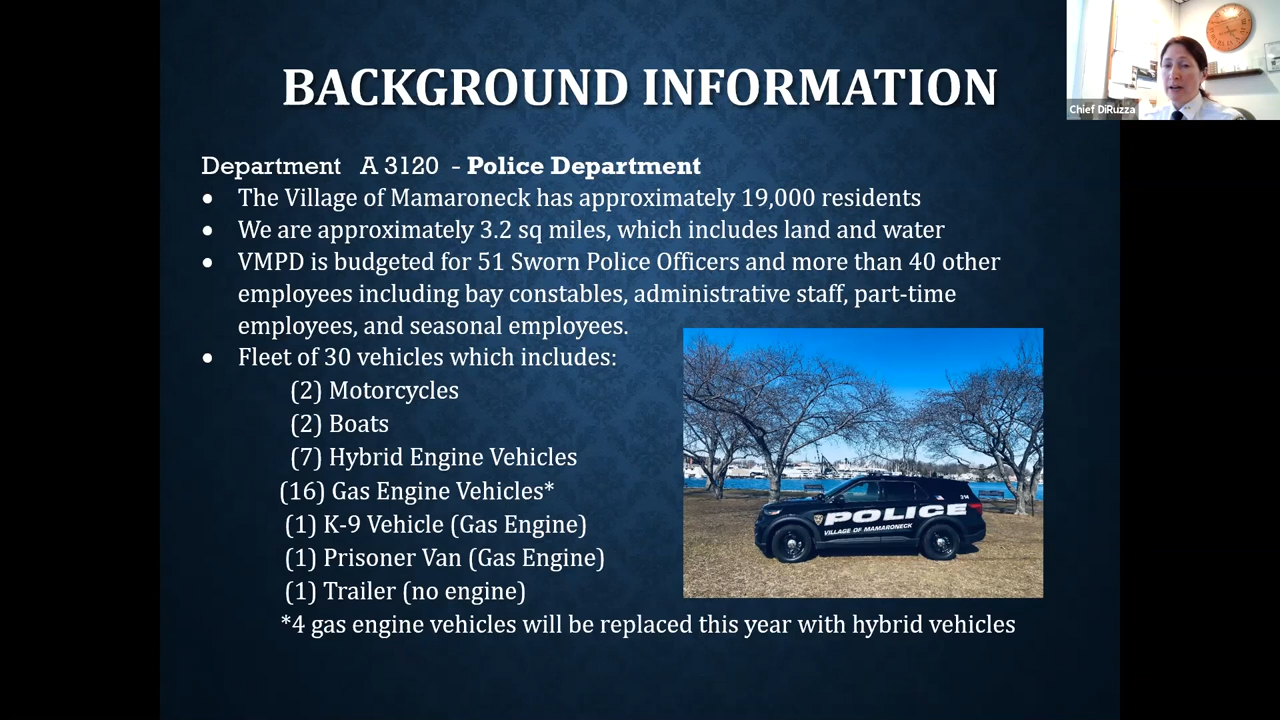 BACKGROUND INFORMATION
Chief DiRuzza
Department A 3120 - Police Department
• The Village of Mamaroneck has approximately 19,000 residents
• We are approximately 3.2 sq miles, which includes land and water
• VMPD is budgeted for 51 Sworn Police Officers and more than 40 other
employees including bay constables, administrative staff, part-time
employees, and seasonal employees.
• Fleet of 30 vehicles which includes:
(2) Motorcycles
(2) Boats
(7) Hybrid Engine Vehicles
(16) Gas Engine Vehicles*
(1) K-9 Vehicle (Gas Engine)
(1) Prisoner Van (Gas Engine)
(1) Trailer (no engine)
*4 gas engine vehicles will be replaced this year with hybrid vehicles
314
POLICE
VILLAGE OF MAMARONECK